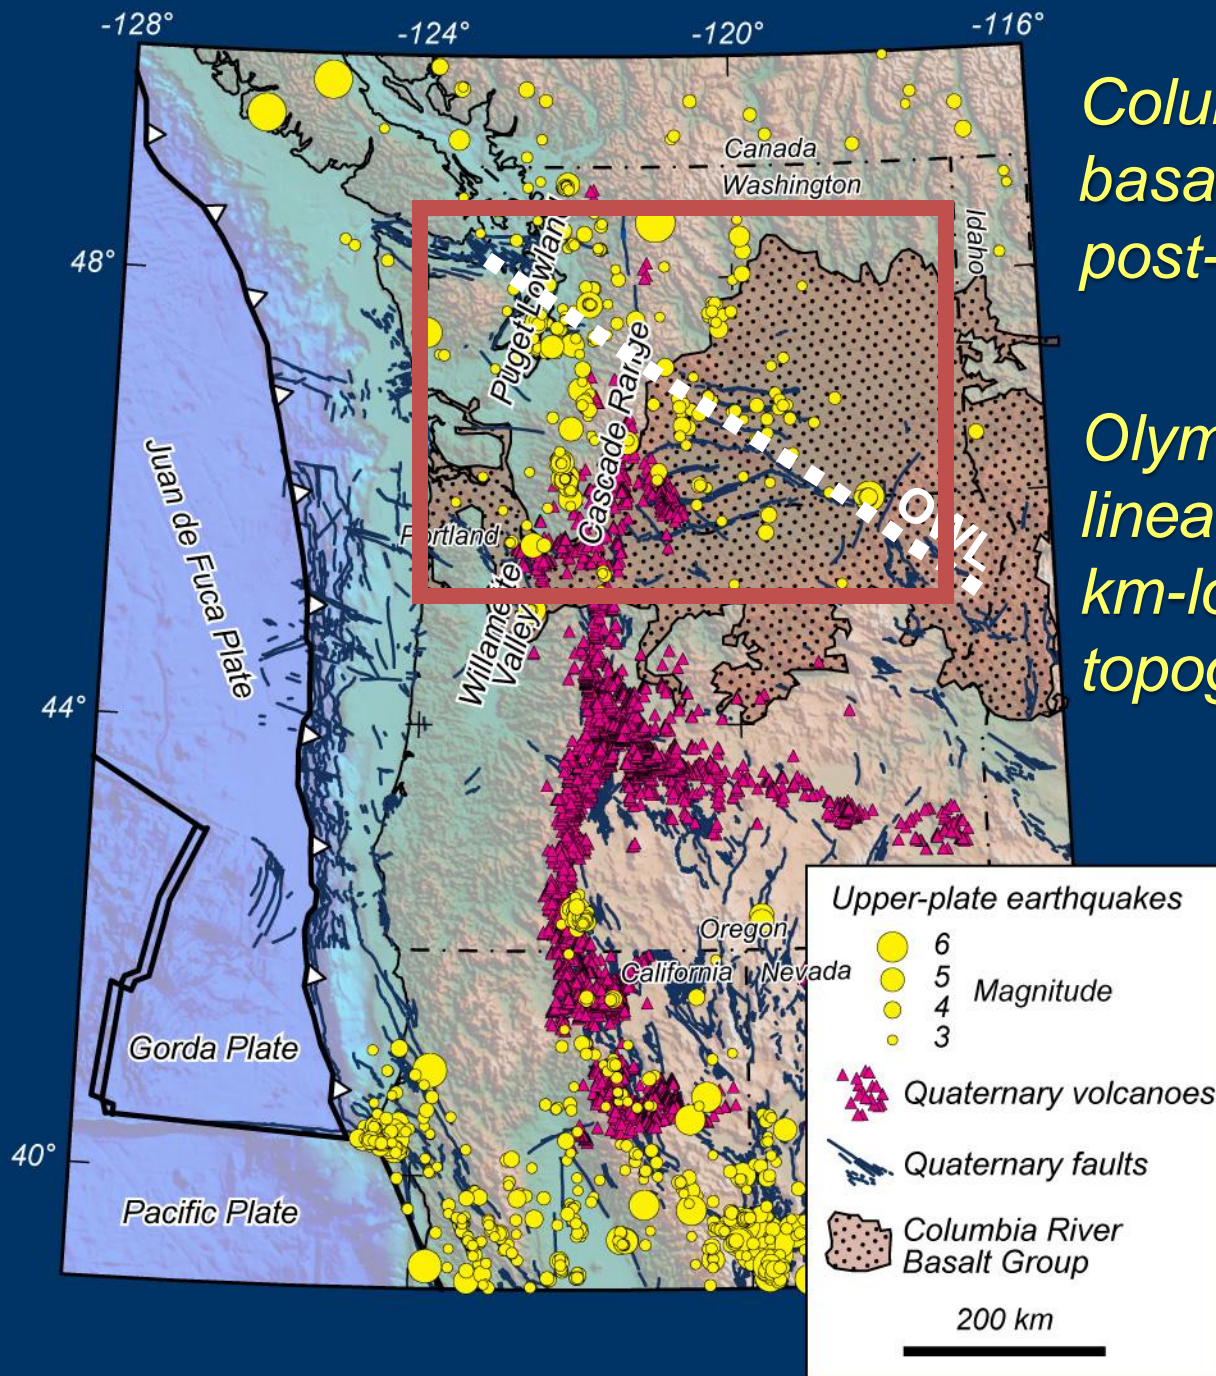 -128°
-124°
-120°
-116°
Canada
Washington
Idaho
48°
Puget Lowland
Cascade Range
Juan de Fuca Plate
Portland
OWL
Willamette
Valley
44°
Oregon
California
Nevada
Gorda Plate
40°
Pacific Plate
Upper-plate earthquakes
6
5
4
3
Magnitude
Quaternary volcanoes
Quaternary faults
Columbia River
Basalt Group
200 km
Colu
basa
post-
Olym
linea
km-lo
topog